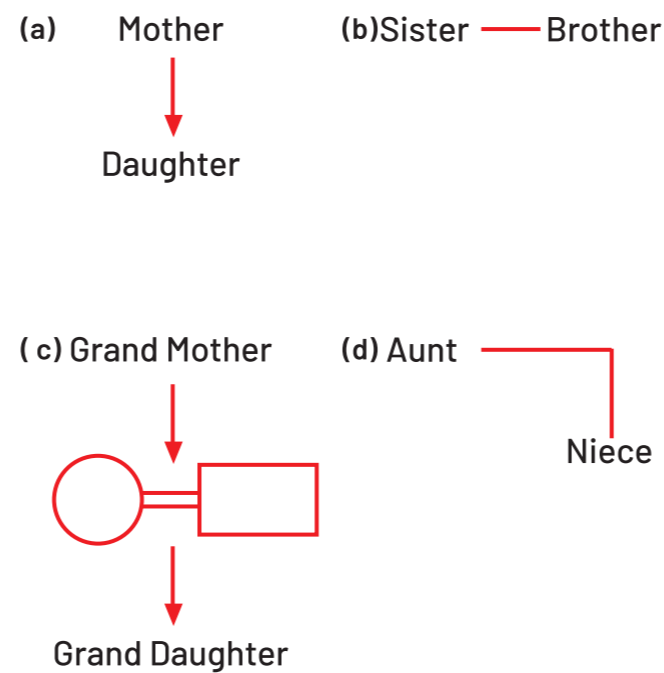 (a) Mother
Daughter
(b)Sister Brother
( c) Grand Mother
Grand Daughter
(d) Aunt
Niece